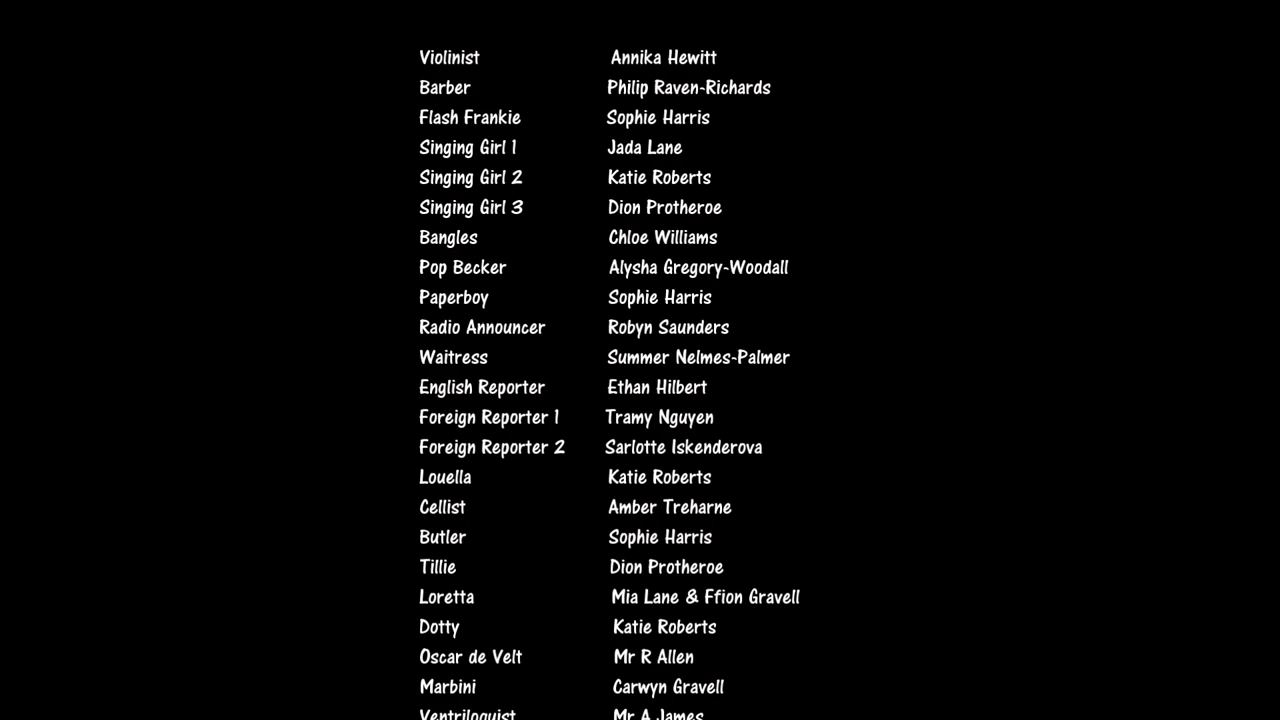 Violinist Annika Hewitt
Barber Philip Raven-Richards
Flash Frankie Sophie Harris
Singing Girl 1 Jada Lane
Singing Girl 2 Katie Roberts
Singing Girl 3 Dion Protheroe
Bangles Chloe Williams
Pop Becker Alysha Gregory-Woodall
Paperboy Sophie Harris
Radio Announcer Robyn Saunders
Waitress Summer Nelmes-Palmer
English Reporter Ethan Hilbert
Foreign Reporter 1 Tramy Nguyen
Foreign Reporter 2 Sarlotte Iskenderova
Louella Katie Roberts
Cellist Amber Treharne
Butler Sophie Harris
Tillie Dion Protheroe
Loretta Mia Lane & Ffion Gravell
Dotty Katie Roberts
Oscar de Velt Mr R Allen
Marbini Carwyn Gravell
Ventriloquist Mr A James